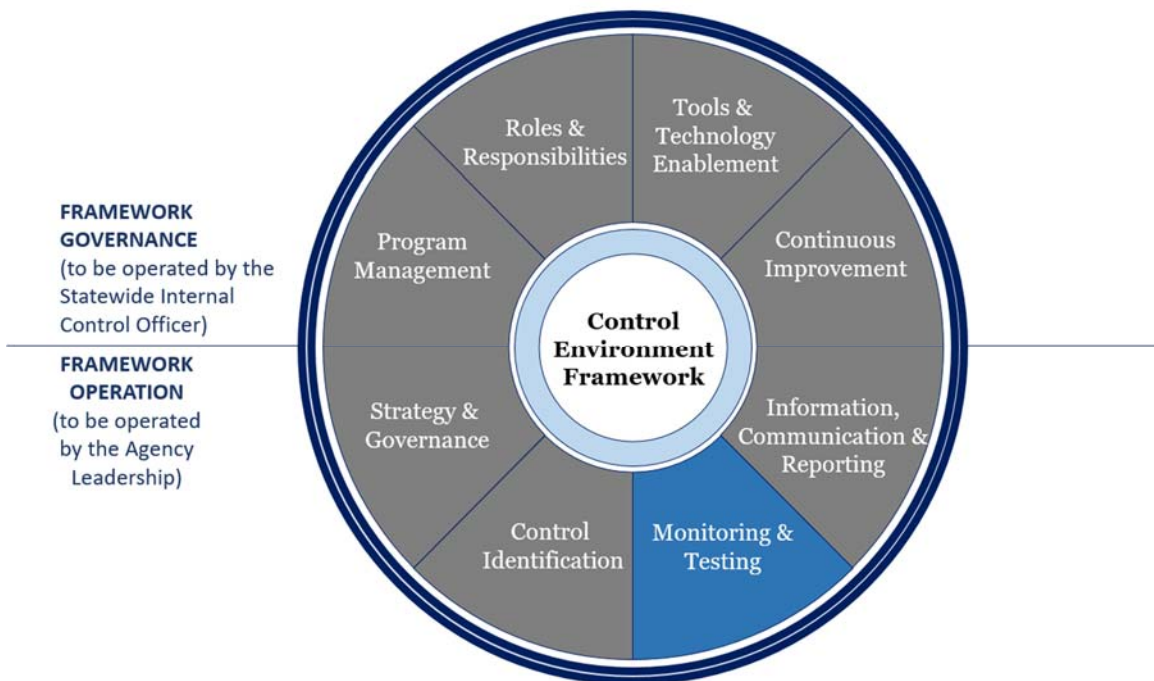 Roles &
Responsibilities
Tools &
Technology
Enablement
FRAMEWORK
GOVERNANCE
(to be operated by the
Statewide Internal
Control Officer)
Program
Management
Continuous
Improvement
Control
Environment
Framework
FRAMEWORK
OPERATION
(to be operated
by the Agency
Leadership)
Strategy &
Governance
Information,
Communication &
Reporting
Control
Identification
Monitoring &
Testing